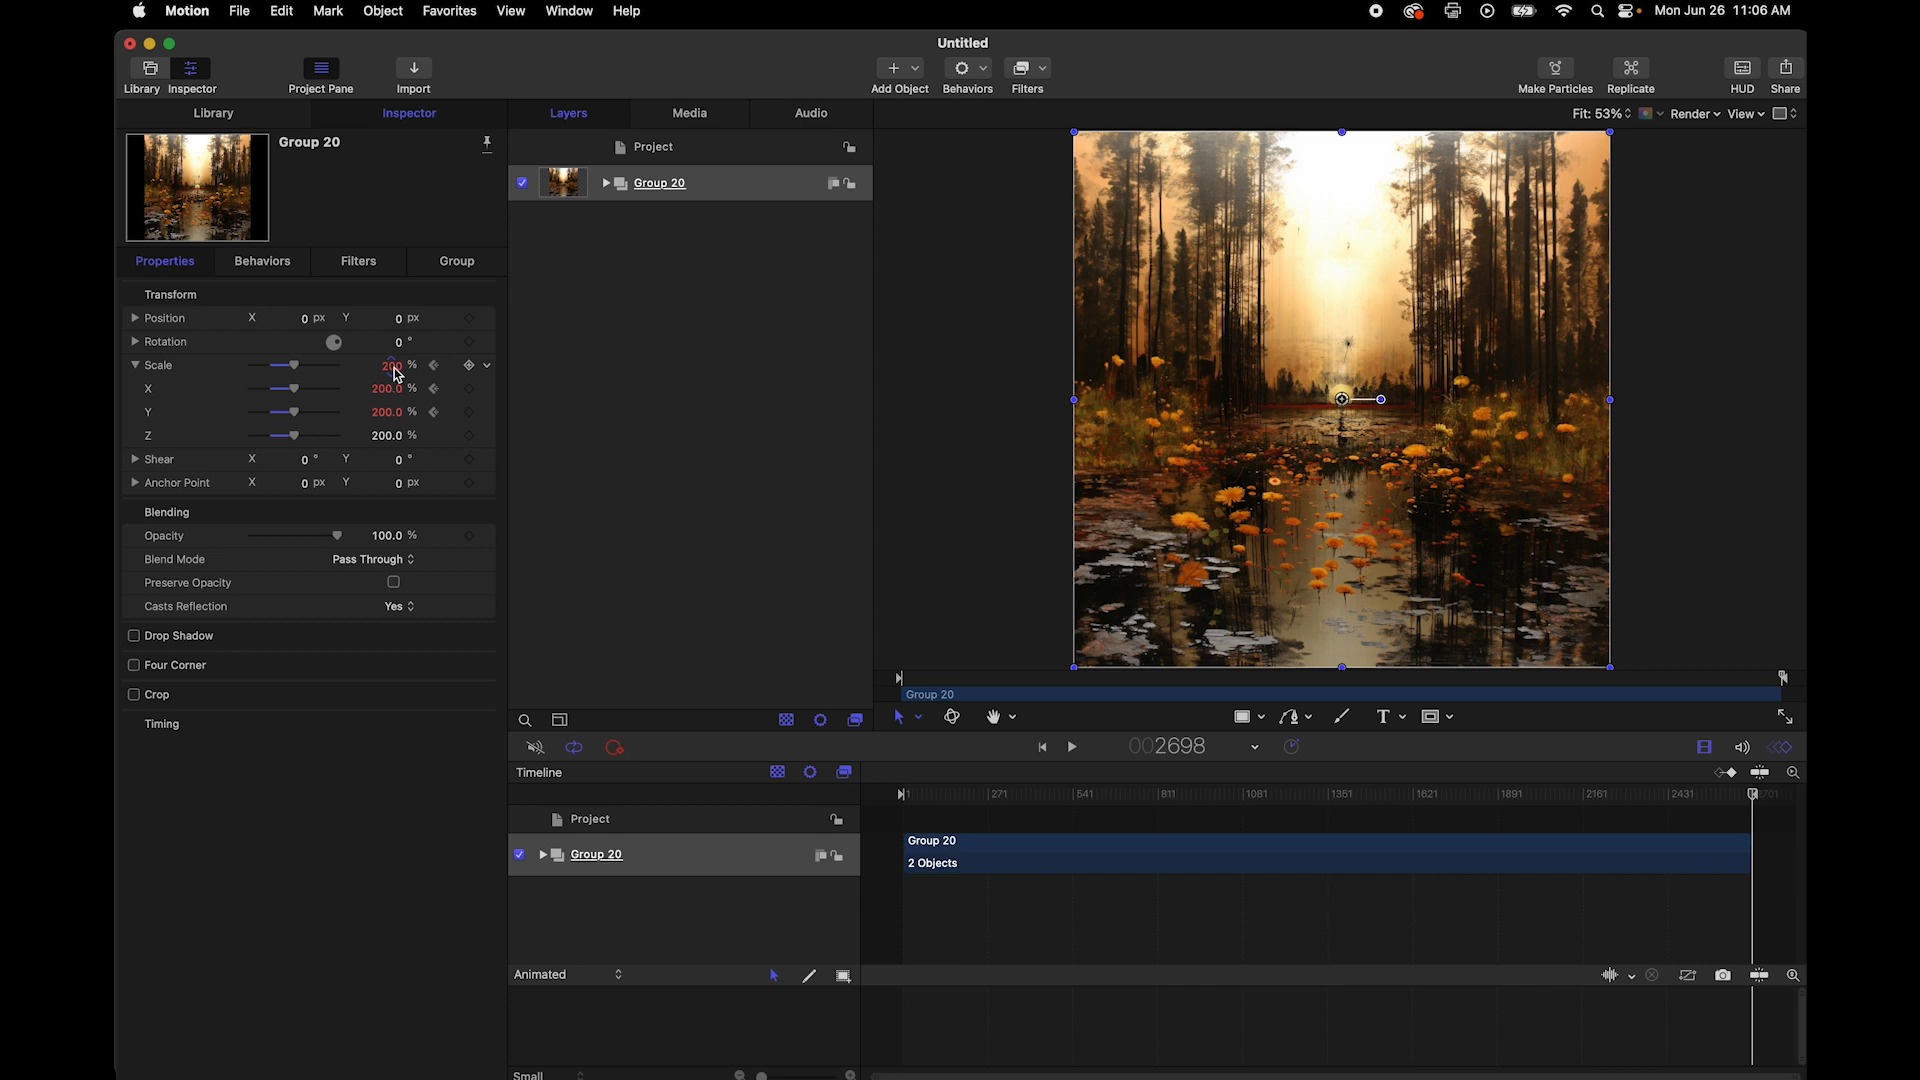 Motion File Edit Mark Object Favorites View Window Help Mon Jun 26 11:06 AM
Untitled
Library Inspector Project Pane Import Add Object Behaviors Filters Make Particles Replicate HUD Share
Library Inspector Layers Media Audio Fit: 53% Render View
Group 20
Project
Group 20
Properties Behaviors Filters Group
Transform
Position X 0 px Y 0 px
Rotation 0 °
Scale 200 %
X 200.0 %
Y 200.0 %
Z 200.0 %
Shear X 0 ° Y 0 °
Anchor Point X 0 px Y 0 px
Blending
Opacity 100.0 %
Blend Mode Pass Through
Preserve Opacity
Casts Reflection Yes
Drop Shadow
Four Corner
Crop
Timing
Group 20
T
002698
Timeline
1 271 541 811 1081 1351 1621 1891 2161 2431 2701
Project
Group 20
Group 20
2 Objects
Animated
Small